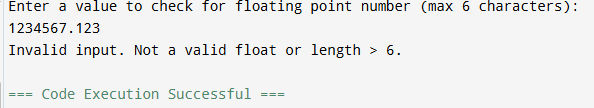 Enter a value to check for floating point number (max 6 characters):
1234567.123
Invalid input. Not a valid float or length > 6.
=== Code Execution Successful ===